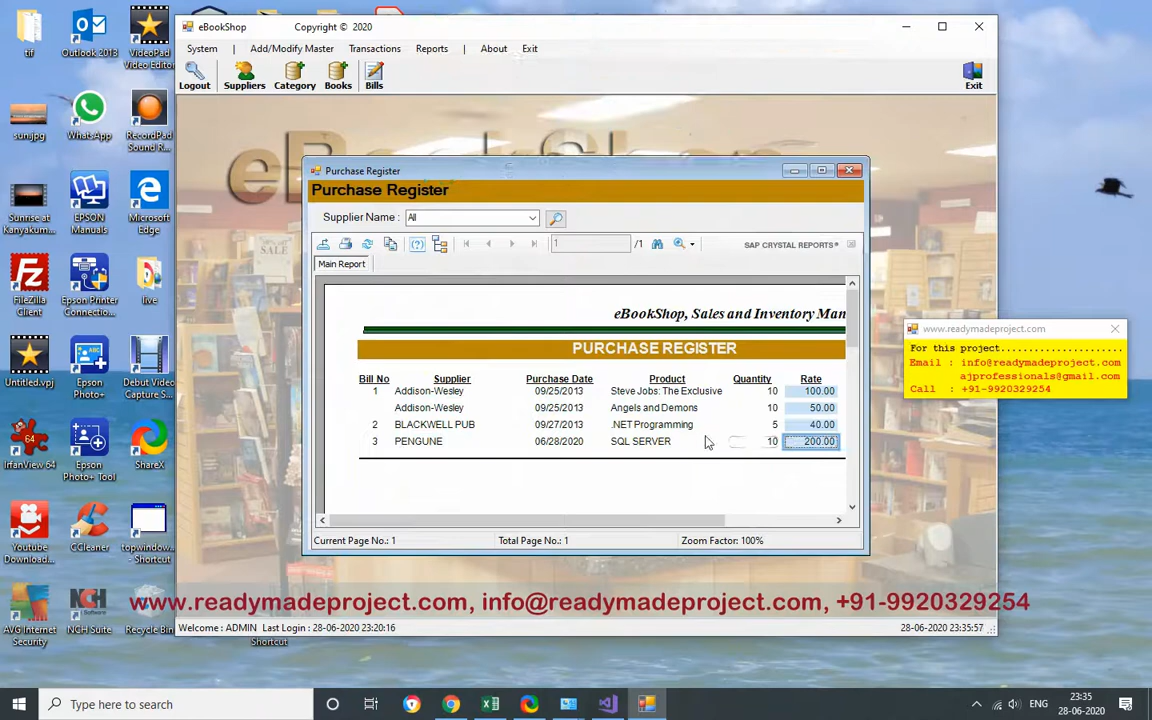 eBookShop Copyright © 2020
System | Add/Modify Master Transactions Reports | About | Exit
Logout Suppliers Category Books Bills Exit
Purchase Register
Purchase Register
Supplier Name : All
1 /1 SAP CRYSTAL REPORTS®
Main Report
eBookShop, Sales and Inventory Man
PURCHASE REGISTER
Bill No Supplier Purchase Date Product Quantity Rate
1 Addison-Wesley 09/25/2013 Steve Jobs: The Exclusive 10 100.00
Addison-Wesley 09/25/2013 Angels and Demons 10 50.00
2 BLACKWELL PUB 09/27/2013 .NET Programming 5 40.00
3 PENGUNE 06/28/2020 SQL SERVER 10 200.00
Current Page No.: 1 Total Page No.: 1 Zoom Factor: 100%
www.readymadeproject.com
For this project......................
Email : info@readymadeproject.com
ajprofessionals@gmail.com
Call : +91-9920329254
www.readymadeproject.com, info@readymadeproject.com, +91-9920329254
Welcome : ADMIN Last Login : 28-06-2020 23:20:16 28-06-2020 23:35:57
tif
Outlook 2013
VideoPad
Video Editor
sun.jpg
WhatsApp
RecordPad
Sound R...
Sunrise at
Kanyakum...
EPSON
Manuals
Microsoft
Edge
FileZilla
Client
Epson Printer
Connectio...
live
Untitled.vpj
Epson
Photo+
Debut Video
Capture S...
IrfanView 64
Epson
Photo+ Tool
ShareX
Youtube
Download...
CCleaner
topwindow...
- Shortcut
AVG Internet
Security
NCH Suite
Recycle Bin
Shortcut
Type here to search
ENG
23:35
28-06-2020